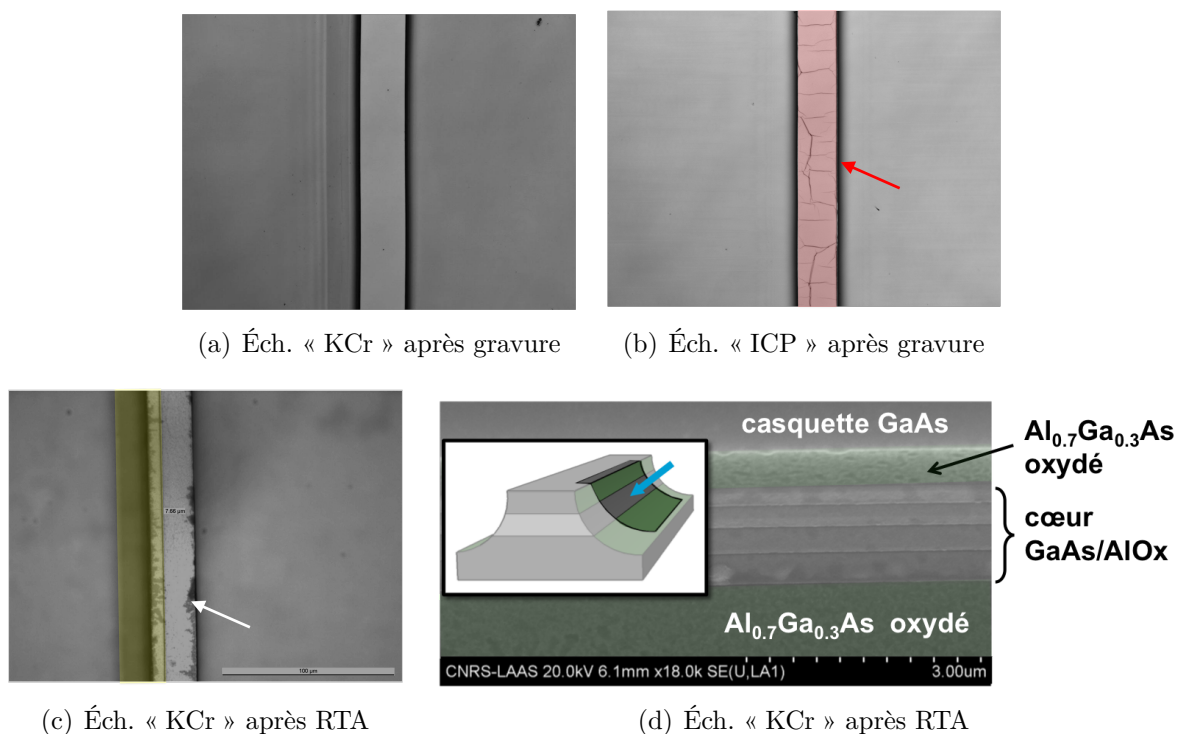 (a) Éch. « KCr » après gravure
(b) Éch. « ICP » après gravure
7.66 µm
100 µm
casquette GaAs
Al₀.₇Ga₀.₃As
oxydé
cœur
GaAs/AlOx
Al₀.₇Ga₀.₃As oxydé
CNRS-LAAS 20.0kV 6.1mm x18.0k SE(U,LA1)
3.00um
(c) Éch. « KCr » après RTA
(d) Éch. « KCr » après RTA